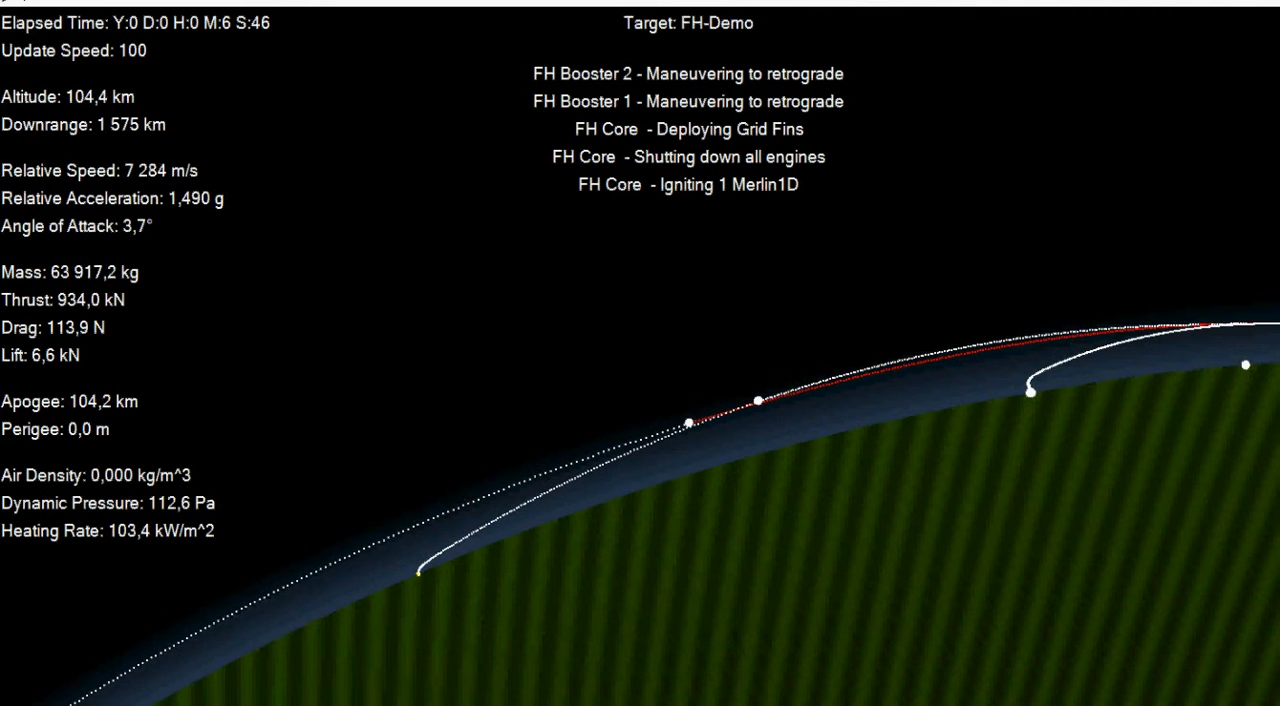 Elapsed Time: Y:0 D:0 H:0 M:6 S:46
Update Speed: 100
Altitude: 104,4 km
Downrange: 1 575 km
Relative Speed: 7 284 m/s
Relative Acceleration: 1,490 g
Angle of Attack: 3,7°
Mass: 63 917,2 kg
Thrust: 934,0 kN
Drag: 113,9 N
Lift: 6,6 kN
Apogee: 104,2 km
Perigee: 0,0 m
Air Density: 0,000 kg/m^3
Dynamic Pressure: 112,6 Pa
Heating Rate: 103,4 kW/m^2
Target: FH-Demo
FH Booster 2 - Maneuvering to retrograde
FH Booster 1 - Maneuvering to retrograde
FH Core  - Deploying Grid Fins
FH Core  - Shutting down all engines
FH Core  - Igniting 1 Merlin1D